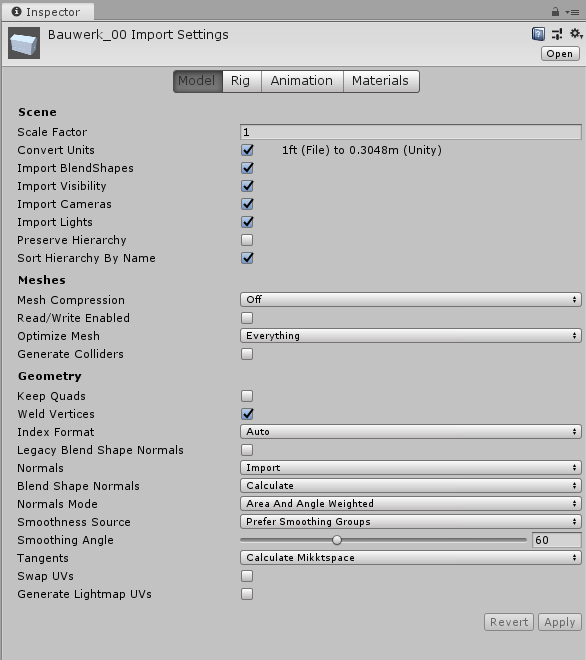 Inspector
Bauwerk_00 Import Settings
Open
Model Rig Animation Materials
Scene
Scale Factor 1
Convert Units 1ft (File) to 0.3048m (Unity)
Import BlendShapes
Import Visibility
Import Cameras
Import Lights
Preserve Hierarchy
Sort Hierarchy By Name
Meshes
Mesh Compression Off
Read/Write Enabled
Optimize Mesh Everything
Generate Colliders
Geometry
Keep Quads
Weld Vertices
Index Format Auto
Legacy Blend Shape Normals
Normals Import
Blend Shape Normals Calculate
Normals Mode Area And Angle Weighted
Smoothness Source Prefer Smoothing Groups
Smoothing Angle 60
Tangents Calculate Mikktspace
Swap UVs
Generate Lightmap UVs
Revert Apply